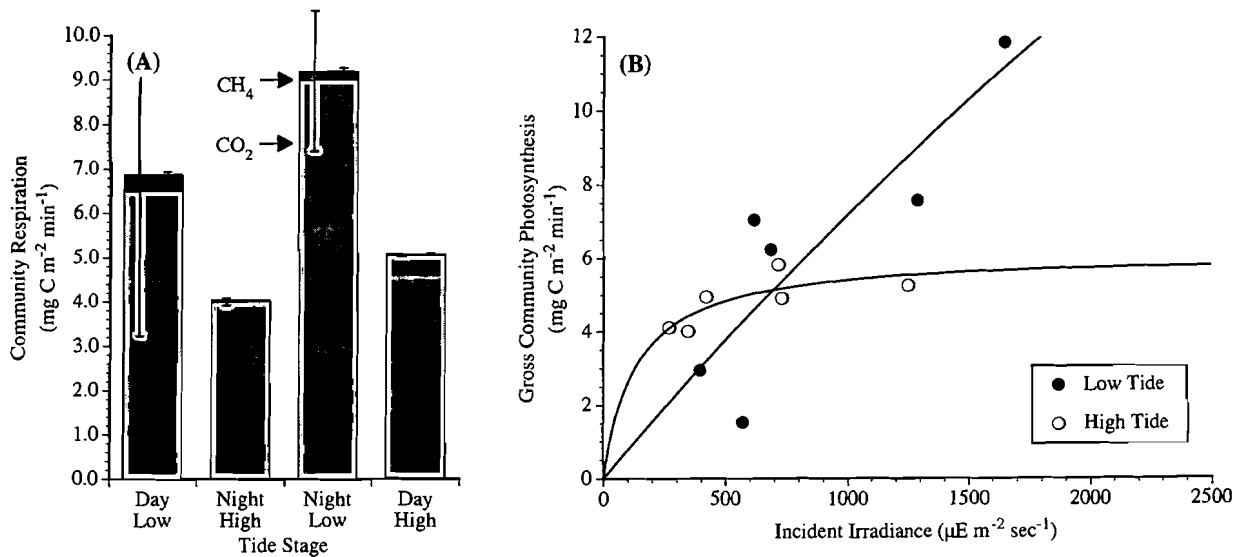 (A)
Community Respiration
(mg C m⁻² min⁻¹)
10.0
9.0
8.0
7.0
6.0
5.0
4.0
3.0
2.0
1.0
0.0
CH₄
CO₂
Day Low
Night High
Night Low
Day High
Tide Stage
(B)
Gross Community Photosynthesis
(mg C m⁻² min⁻¹)
12
10
8
6
4
2
0
0 500 1000 1500 2000 2500
Incident Irradiance (µE m⁻² sec⁻¹)
Low Tide
High Tide